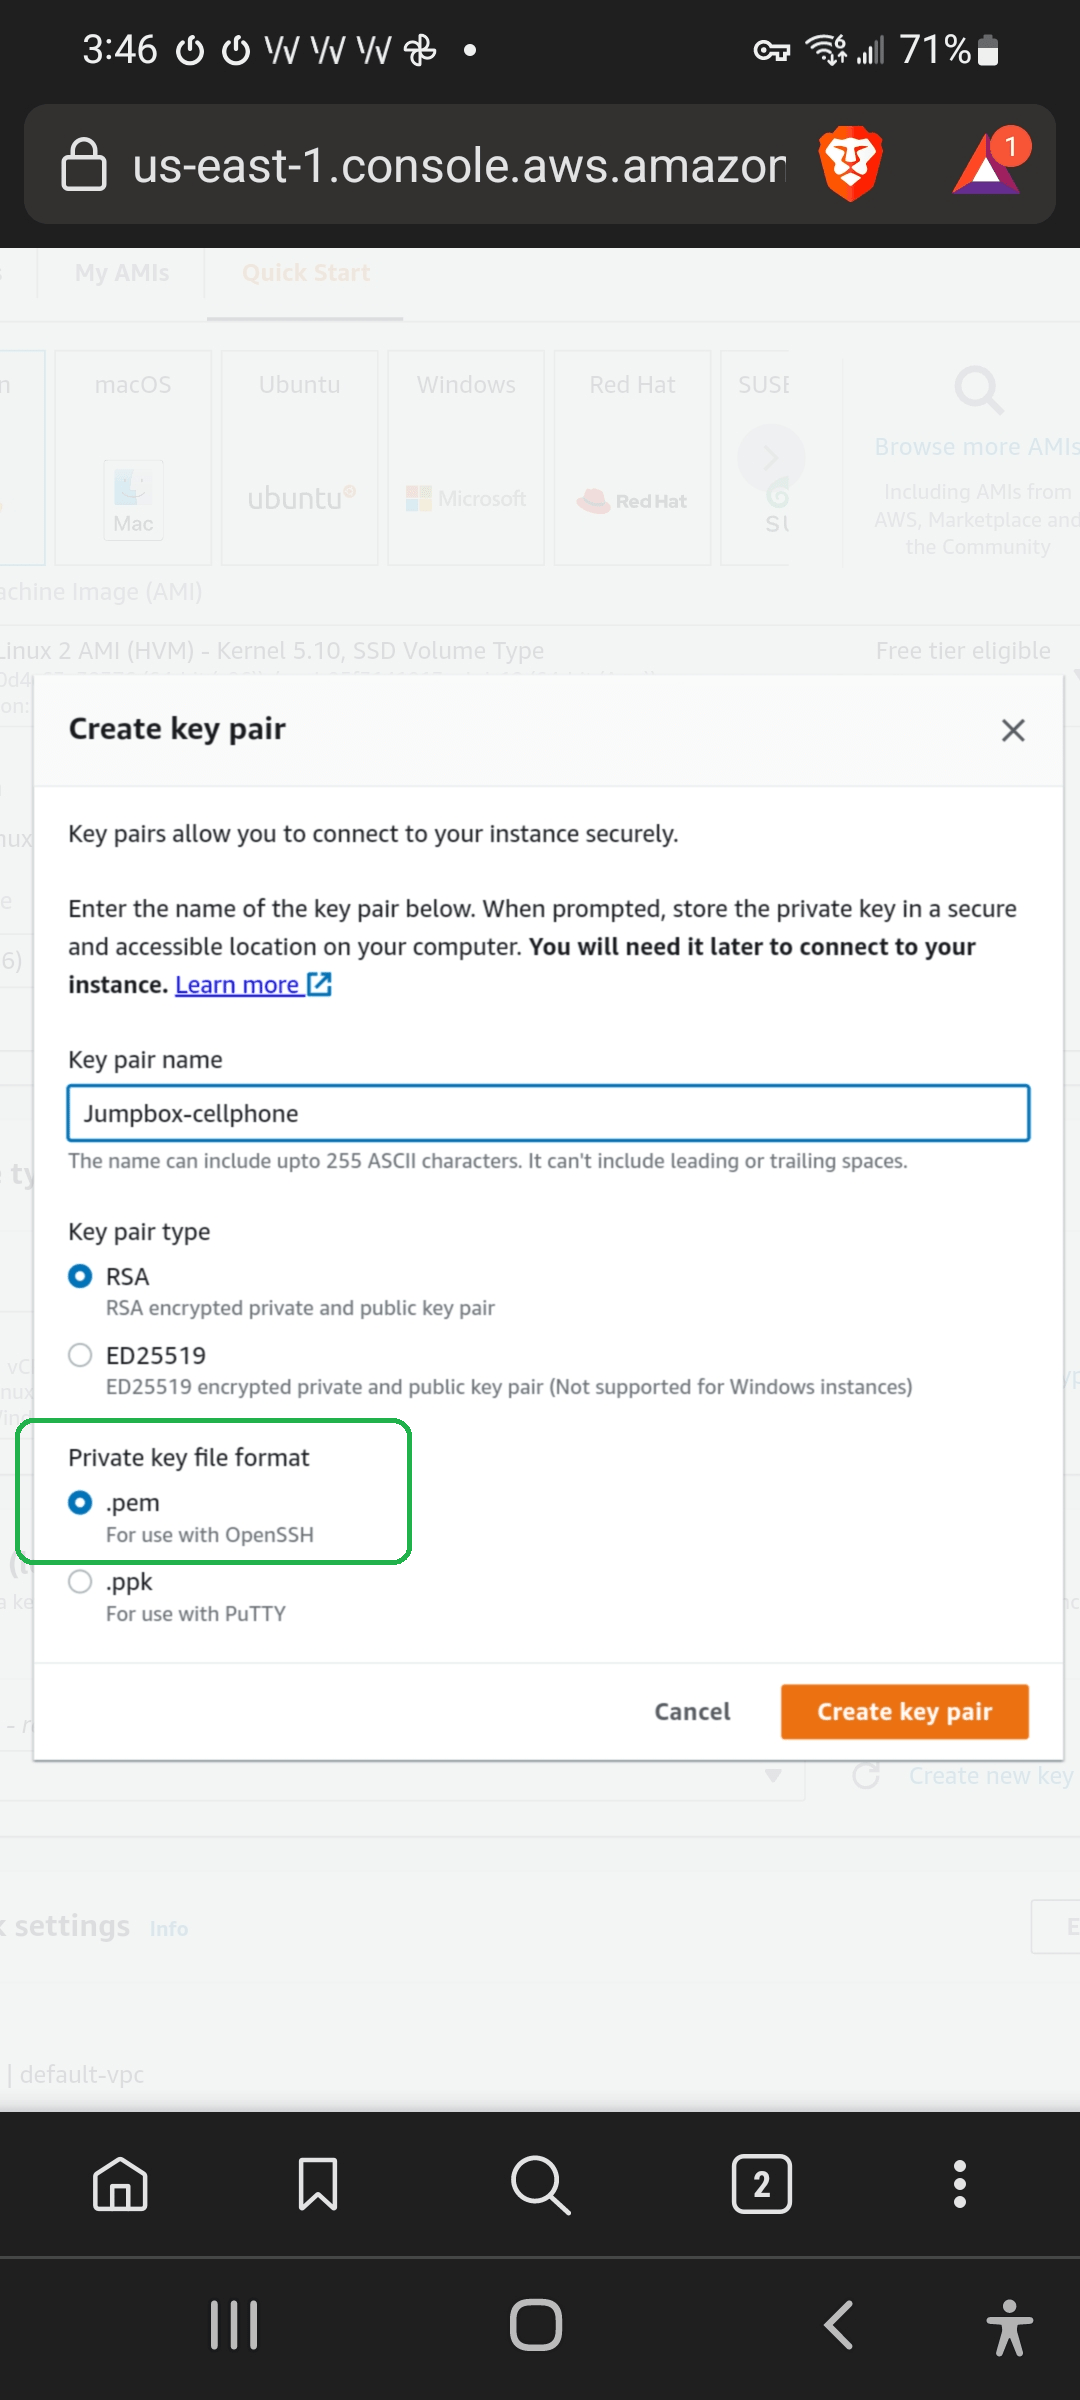 3:46
71%
us-east-1.console.aws.amazon
1
My AMIs
Quick Start
macOS
Ubuntu
Windows
Red Hat
SUSE
Mac
ubuntu
Microsoft
Red Hat
SU
Browse more AMIs
Including AMIs from
AWS, Marketplace and
the Community
achine Image (AMI)
Linux 2 AMI (HVM) - Kernel 5.10, SSD Volume Type
Free tier eligible
Create key pair
Key pairs allow you to connect to your instance securely.
Enter the name of the key pair below. When prompted, store the private key in a secure
and accessible location on your computer. You will need it later to connect to your
instance. Learn more
Key pair name
Jumpbox-cellphone
The name can include upto 255 ASCII characters. It can't include leading or trailing spaces.
Key pair type
RSA
RSA encrypted private and public key pair
ED25519
ED25519 encrypted private and public key pair (Not supported for Windows instances)
Private key file format
.pem
For use with OpenSSH
.ppk
For use with PuTTY
Cancel
Create key pair
Create new key
k settings Info
| default-vpc
2